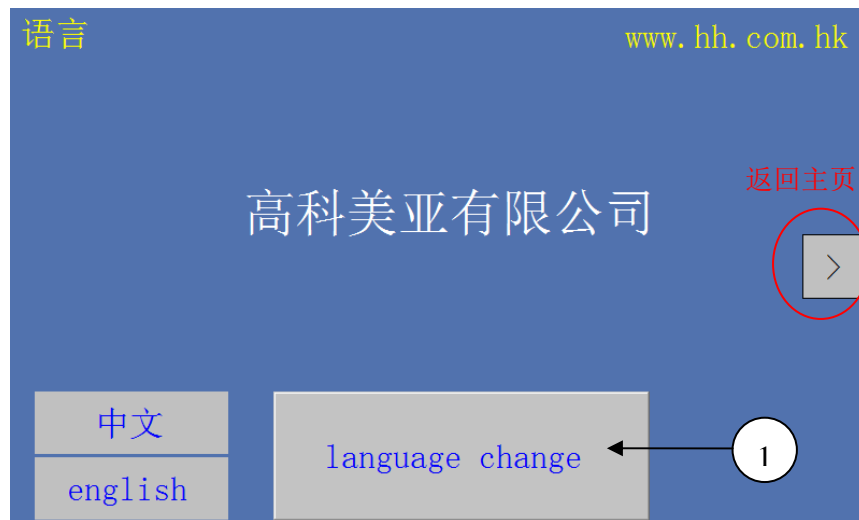 语言
www.hh.com.hk
返回主页
高科美亚有限公司
>
中文
english
language change
1